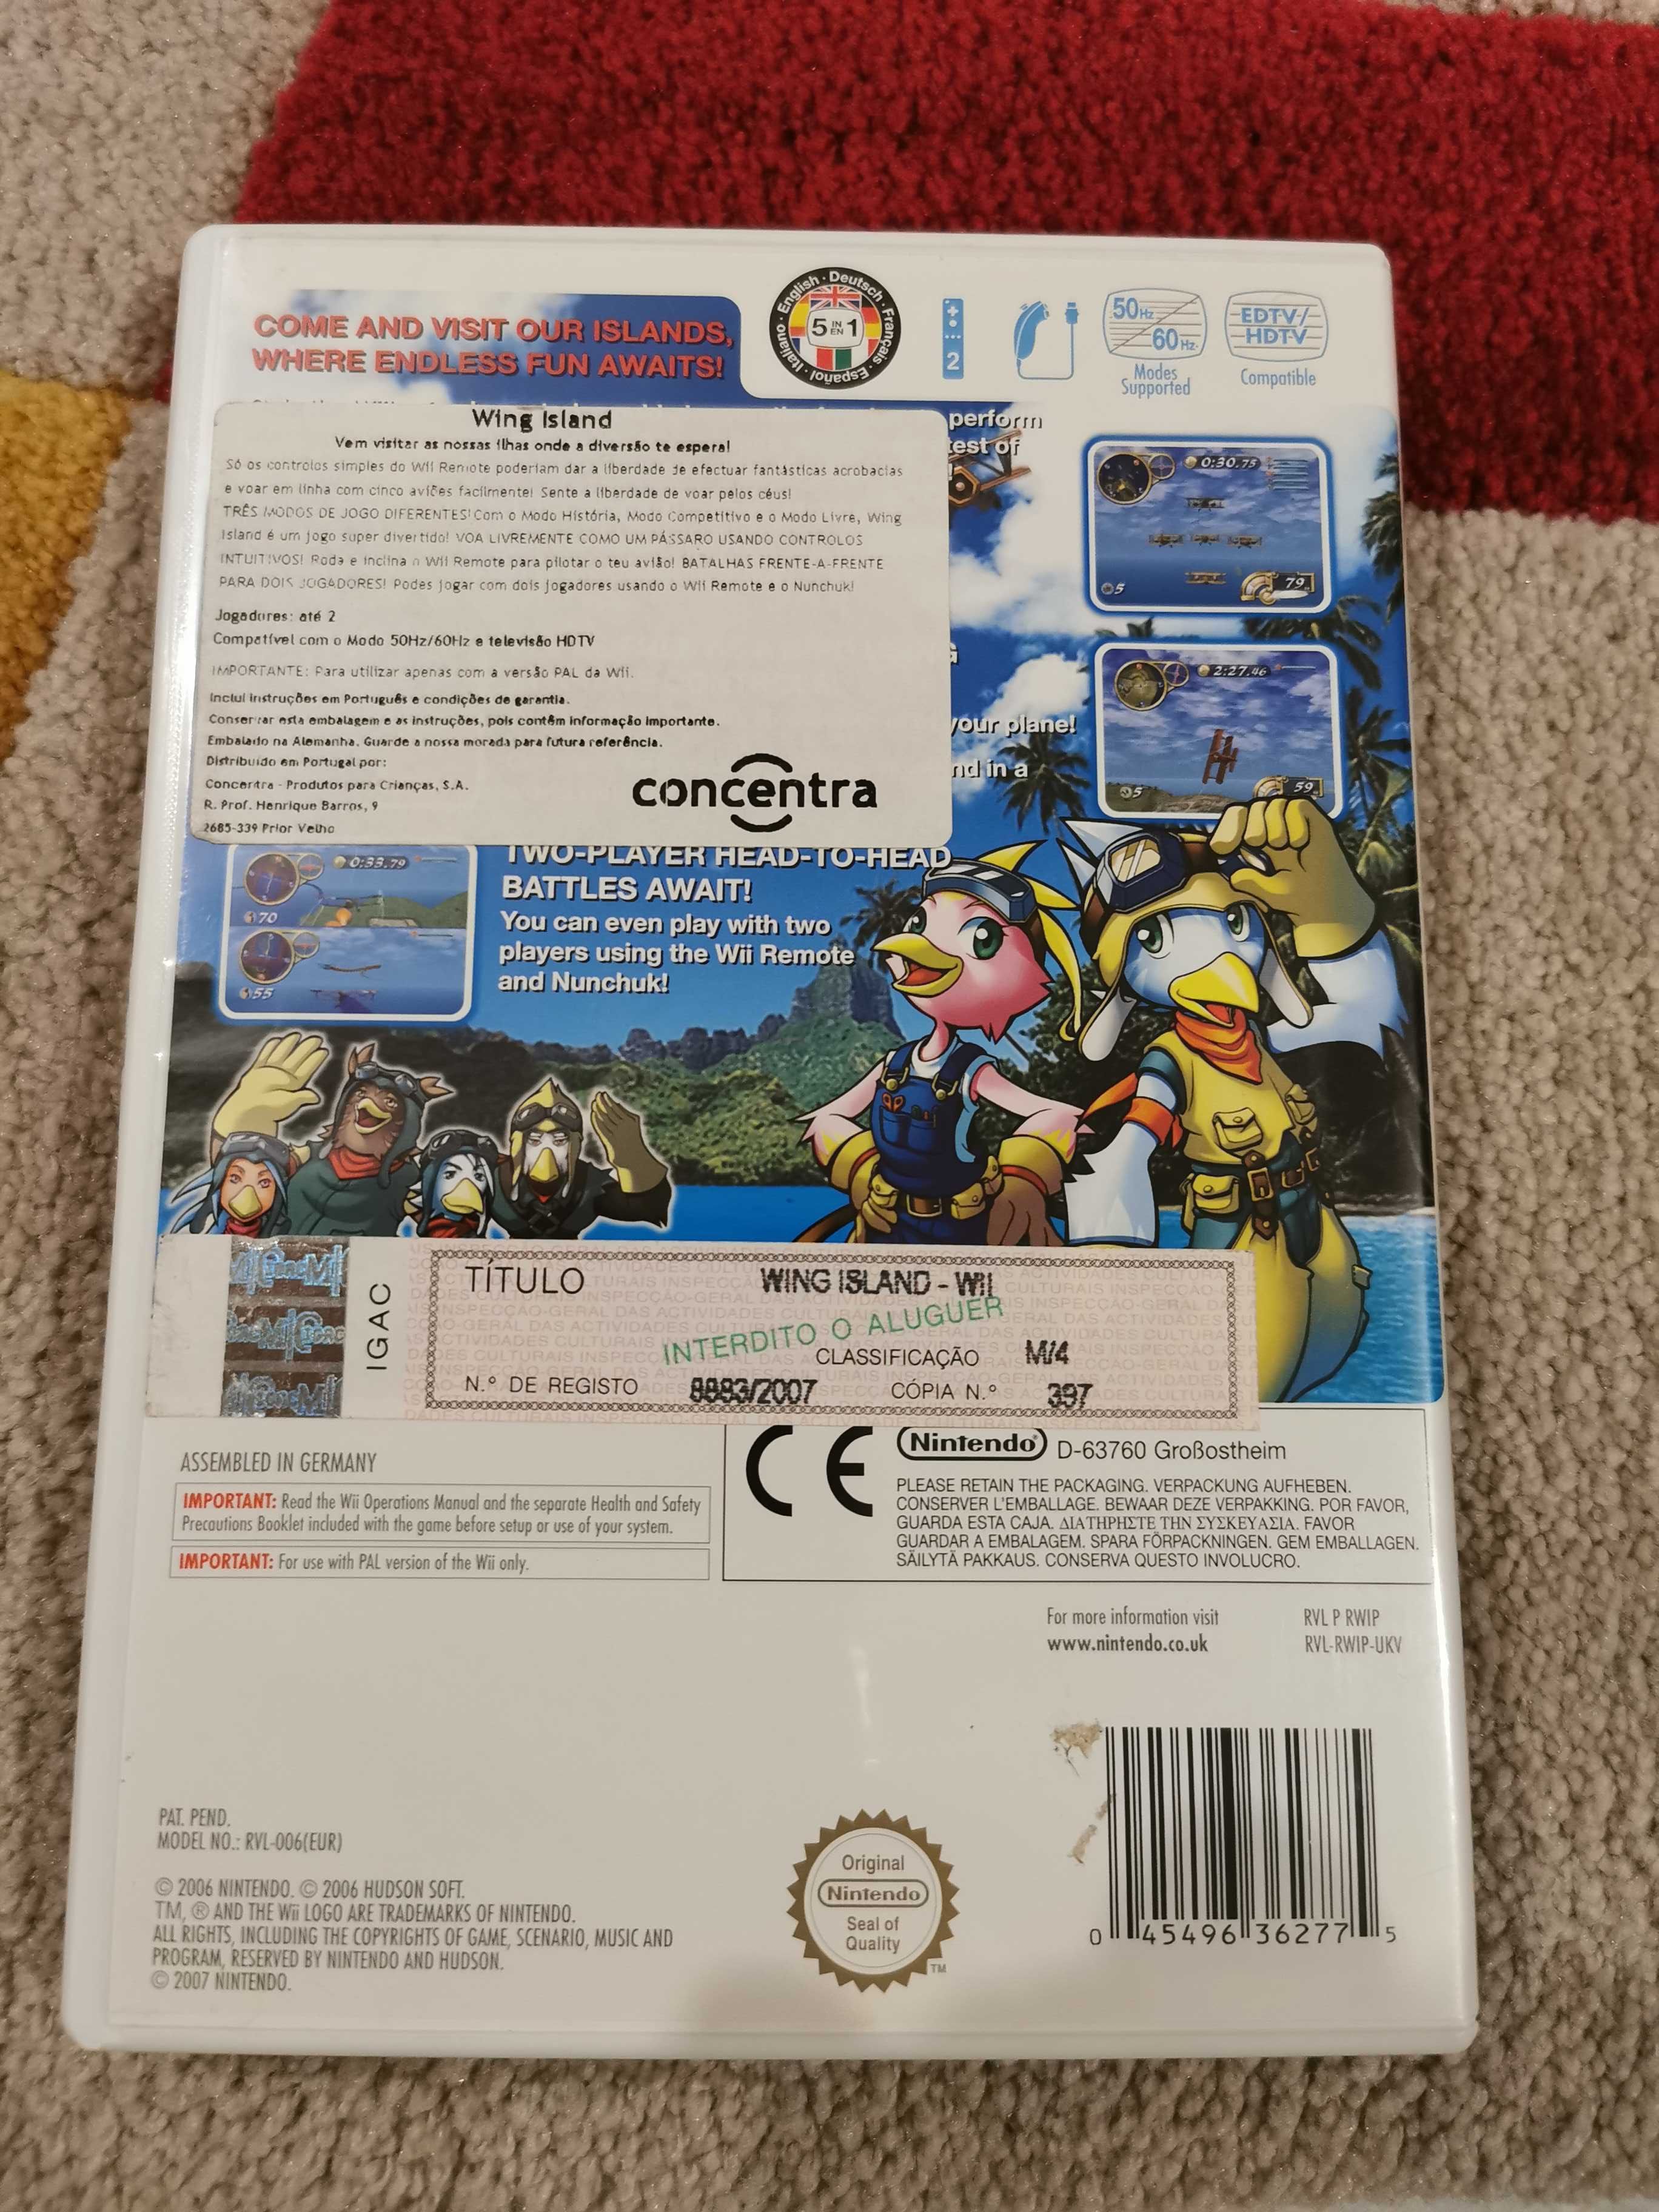 COME AND VISIT OUR ISLANDS,
WHERE ENDLESS FUN AWAITS!
English · Deutsch · Français · Español · Italiano
5 IN EN 1
2
50Hz
60Hz
Modes
Supported
EDTV/
HDTV
Compatible
perform
test of
Wing Island
Vem visitar as nossas ilhas onde a diversão te espera!
Só os controlos simples do Wii Remote poderiam dar a liberdade de efectuar fantásticas acrobacias
e voar em linha com cinco aviões facilmente! Sente a liberdade de voar pelos céus!
TRÊS MODOS DE JOGO DIFERENTES! Com o Modo História, Modo Competitivo e o Modo Livre, Wing
Island é um jogo super divertido! VOA LIVREMENTE COMO UM PÁSSARO USANDO CONTROLOS
INTUITIVOS! Roda e inclina o Wii Remote para pilotar o teu avião! BATALHAS FRENTE-A-FRENTE
PARA DOIS JOGADORES! Podes jogar com dois jogadores usando o Wii Remote e o Nunchuk!
Jogadores: até 2
Compatível com o Modo 50Hz/60Hz e televisão HDTV
IMPORTANTE: Para utilizar apenas com a versão PAL da Wii.
Inclui instruções em Português e condições de garantia.
Conservar esta embalagem e as instruções, pois contêm informação importante.
Embalado na Alemanha. Guarde a nossa morada para futura referência.
Distribuído em Portugal por:
Concentra - Produtos para Crianças, S.A.
R. Prof. Henrique Barros, 9
2685-339 Prior Velho
concentra
your plane!
nd in a
0:30.75
5
79
2:27.46
5
59
0:33.79
70
55
TWO-PLAYER HEAD-TO-HEAD
BATTLES AWAIT!
You can even play with two
players using the Wii Remote
and Nunchuk!
IGAC
TÍTULO WING ISLAND - WII
INTERDITO O ALUGUER
CLASSIFICAÇÃO M/4
N.º DE REGISTO 8883/2007 CÓPIA N.º 397
ASSEMBLED IN GERMANY
IMPORTANT: Read the Wii Operations Manual and the separate Health and Safety
Precautions Booklet included with the game before setup or use of your system.
IMPORTANT: For use with PAL version of the Wii only.
CE
Nintendo® D-63760 Großostheim
PLEASE RETAIN THE PACKAGING. VERPACKUNG AUFHEBEN.
CONSERVER L'EMBALLAGE. BEWAAR DEZE VERPAKKING. POR FAVOR,
GUARDA ESTA CAJA. ΔΙΑΤΗΡΗΣΤΕ ΤΗΝ ΣΥΣΚΕΥΑΣΙΑ. FAVOR
GUARDAR A EMBALAGEM. SPARA FÖRPACKNINGEN. GEM EMBALLAGEN.
SÄILYTÄ PAKKAUS. CONSERVA QUESTO INVOLUCRO.
For more information visit
www.nintendo.co.uk
RVL P RWIP
RVL-RWIP-UKV
PAT. PEND.
MODEL NO.: RVL-006(EUR)
© 2006 NINTENDO. © 2006 HUDSON SOFT.
TM, ® AND THE Wii LOGO ARE TRADEMARKS OF NINTENDO.
ALL RIGHTS, INCLUDING THE COPYRIGHTS OF GAME, SCENARIO, MUSIC AND
PROGRAM, RESERVED BY NINTENDO AND HUDSON.
© 2007 NINTENDO.
Original
Nintendo
Seal of
Quality
TM
0 45496 36277 5